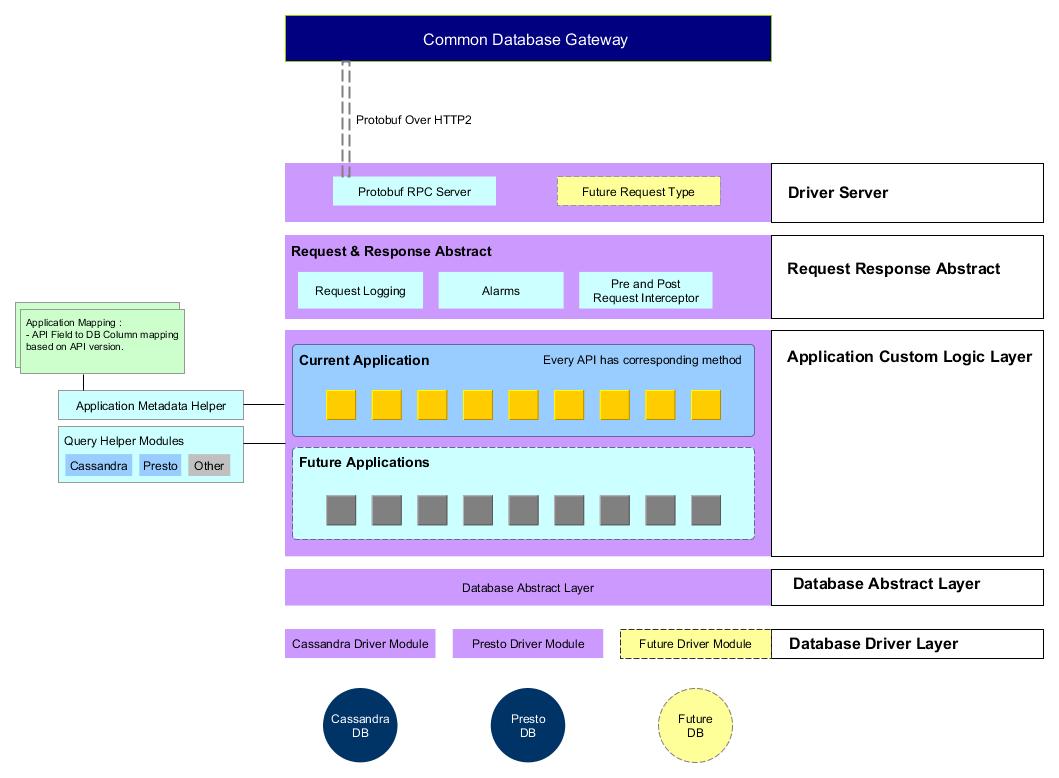 Common Database Gateway
Protobuf Over HTTP2
Protobuf RPC Server
Future Request Type
Driver Server
Request & Response Abstract
Request Logging
Alarms
Pre and Post
Request Interceptor
Request Response Abstract
Application Mapping :
- API Field to DB Column mapping
based on API version.
Application Metadata Helper
Query Helper Modules
Cassandra
Presto
Other
Current Application
Every API has corresponding method
Application Custom Logic Layer
Future Applications
Database Abstract Layer
Database Abstract Layer
Cassandra Driver Module
Presto Driver Module
Future Driver Module
Database Driver Layer
Cassandra
DB
Presto
DB
Future
DB